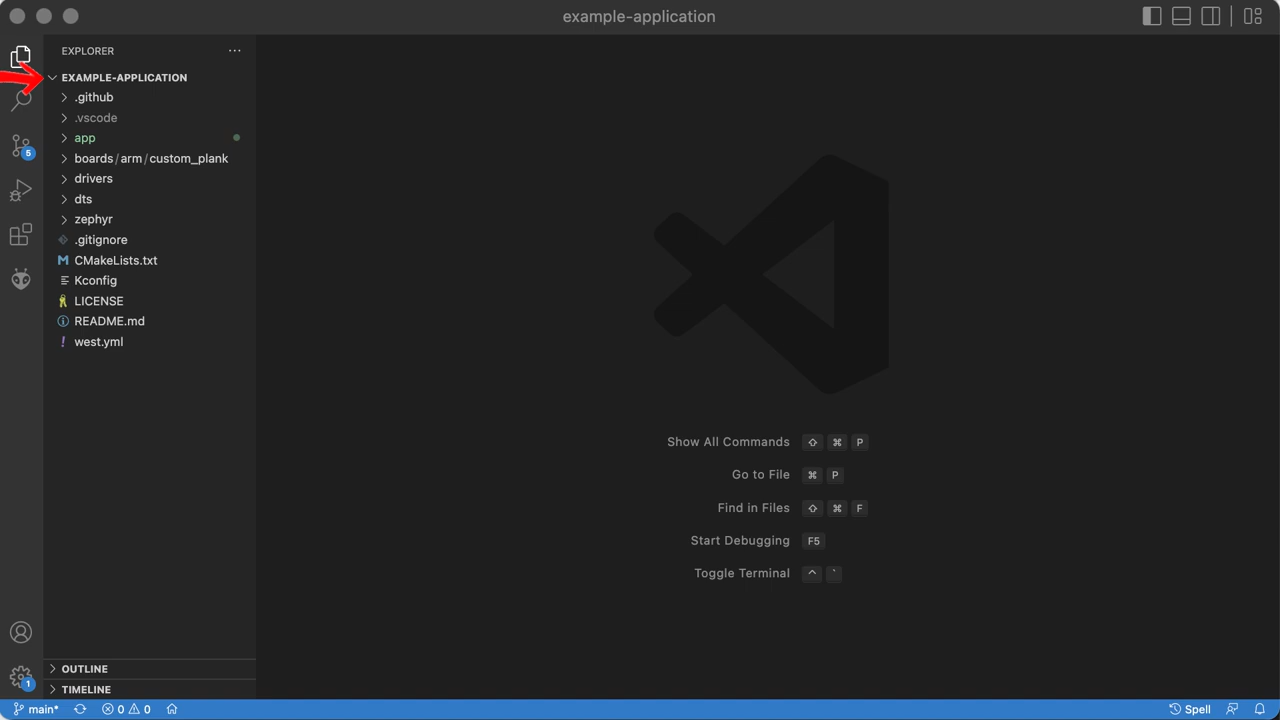 example-application
EXPLORER
EXAMPLE-APPLICATION
.github
.vscode
app
boards/arm/custom_plank
drivers
dts
zephyr
.gitignore
M CMakeLists.txt
Kconfig
LICENSE
README.md
! west.yml
5
Show All Commands ⇧ ⌘ P
Go to File ⌘ P
Find in Files ⇧ ⌘ F
Start Debugging F5
Toggle Terminal ^ `
OUTLINE
1
TIMELINE
main* 0 0 Spell